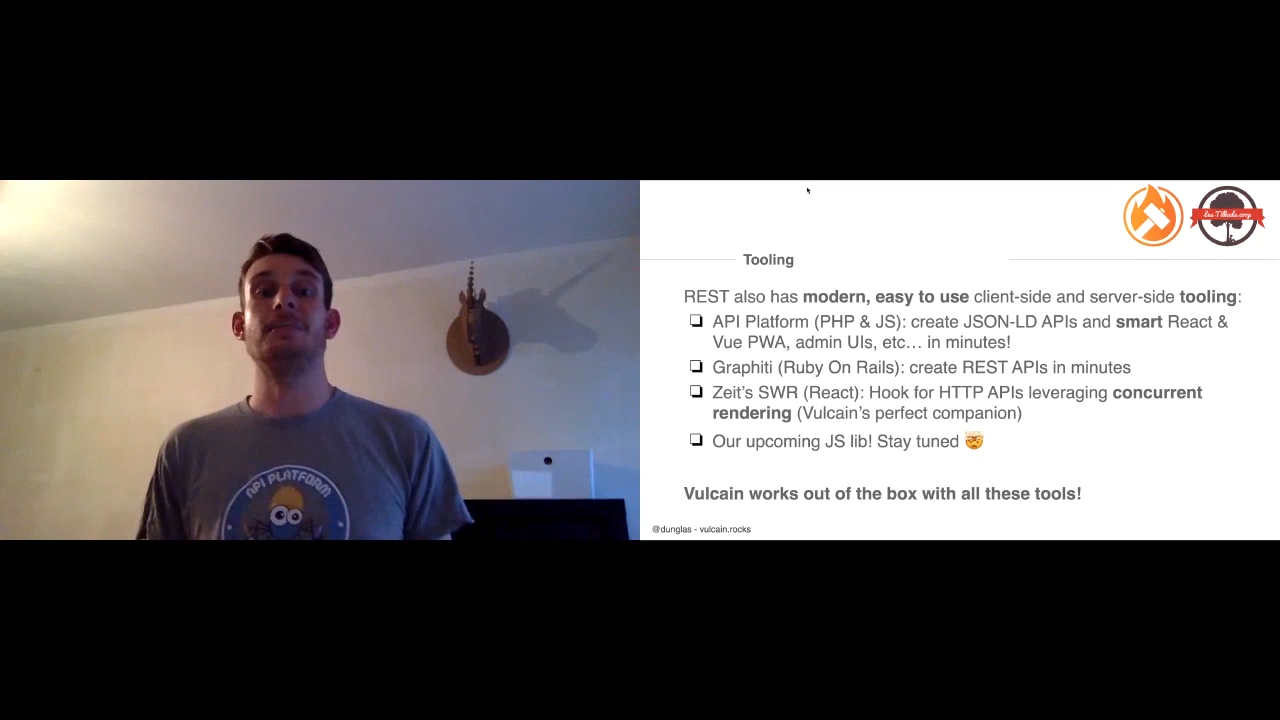 API PLATFORM
Les-Tilleuls.coop
Tooling
REST also has modern, easy to use client-side and server-side tooling:
❏ API Platform (PHP & JS): create JSON-LD APIs and smart React &
Vue PWA, admin UIs, etc… in minutes!
❏ Graphiti (Ruby On Rails): create REST APIs in minutes
❏ Zeit’s SWR (React): Hook for HTTP APIs leveraging concurrent
rendering (Vulcain’s perfect companion)
❏ Our upcoming JS lib! Stay tuned 🤯
Vulcain works out of the box with all these tools!
@dunglas - vulcain.rocks